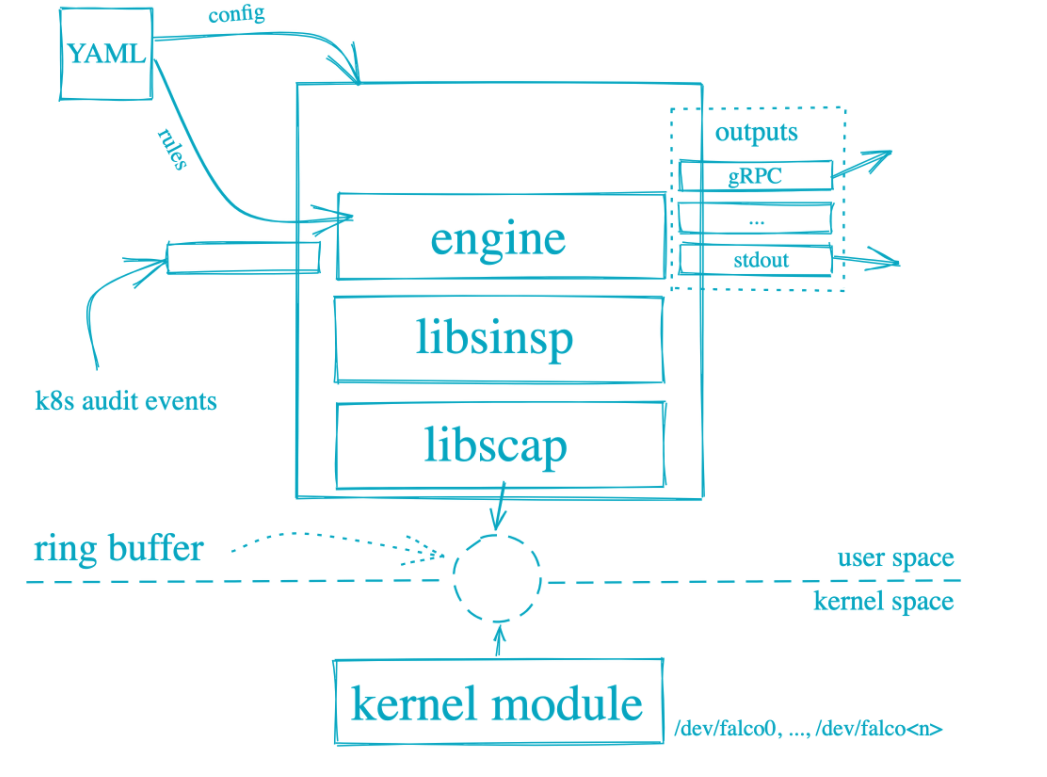 config
YAML
rules
outputs
gRPC
...
stdout
engine
libsinsp
k8s audit events
libscap
ring buffer
user space
kernel space
kernel module
/dev/falco0, ..., /dev/falco<n>